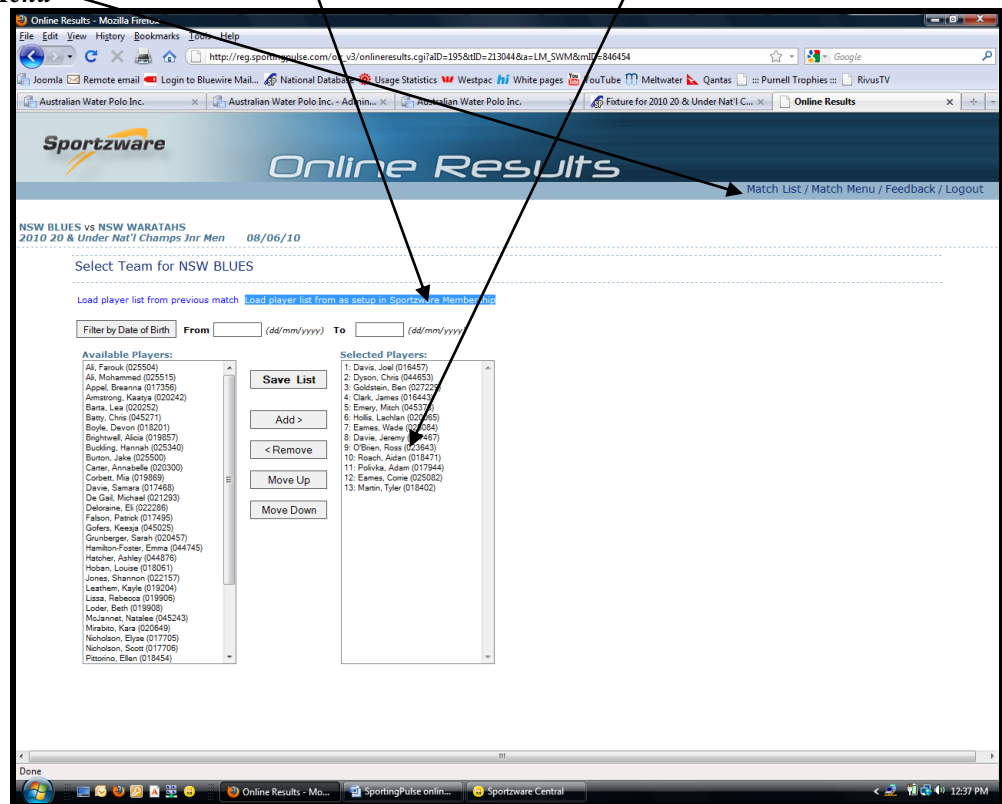 Online Results - Mozilla Firefox
File Edit View History Bookmarks Tools Help
http://reg.sportingpulse.com/ol_v3/onlineresults.cgi?aID=195&tID=213044&a=LM_SWM&mID=846454
Google
Joomla Remote email Login to Bluewire Mail... National Database Usage Statistics Westpac White pages YouTube Meltwater Qantas ::: Purnell Trophies ::: RivusTV
Australian Water Polo Inc. Australian Water Polo Inc. - Admin... Australian Water Polo Inc. Fixture for 2010 20 & Under Nat'l C... Online Results
Sportzware
Online Results
Match List / Match Menu / Feedback / Logout
NSW BLUES vs NSW WARATAHS
2010 20 & Under Nat'l Champs Jnr Men 08/06/10
Select Team for NSW BLUES
Load player list from previous match Load player list from as setup in Sportzware Membership
Filter by Date of Birth From (dd/mm/yyyy) To (dd/mm/yyyy)
Available Players:
Ali, Farouk (025504)
Ali, Mohammed (025515)
Appel, Breanna (017356)
Armstrong, Kaatya (020242)
Barta, Lea (020252)
Batty, Chris (045271)
Boyle, Devon (018201)
Brightwell, Alicia (019857)
Buckling, Hannah (025340)
Burton, Jake (025500)
Carter, Annabelle (020300)
Corbett, Mia (019869)
Davie, Samara (017468)
De Gail, Michael (021293)
Deloraine, Eli (022286)
Falson, Patrick (017495)
Gofers, Keesja (045025)
Grunberger, Sarah (020457)
Hamilton-Foster, Emma (044745)
Hatcher, Ashley (044876)
Hoban, Louise (018061)
Jones, Shannon (022157)
Leathem, Kayle (019204)
Lissa, Rebecca (019906)
Loder, Beth (019908)
McJannet, Natalee (045243)
Mirabito, Kara (020649)
Nicholson, Elyse (017705)
Nicholson, Scott (017706)
Pittorino, Ellen (018454)
Save List
Add >
< Remove
Move Up
Move Down
Selected Players:
1: Davis, Joel (016457)
2: Dyson, Chris (044653)
3: Goldstein, Ben (027229)
4: Clark, James (016443)
5: Emery, Mitch
6: Hollis, Lachlan
7: Eames, Wade
8: Davie, Jeremy
9: O'Brien, Ross (023643)
10: Roach, Aidan (018471)
11: Polivka, Adam (017944)
12: Eames, Corrie (025082)
13: Martin, Tyler (018402)
Done
Online Results - Mo... SportingPulse onlin... Sportzware Central 12:37 PM